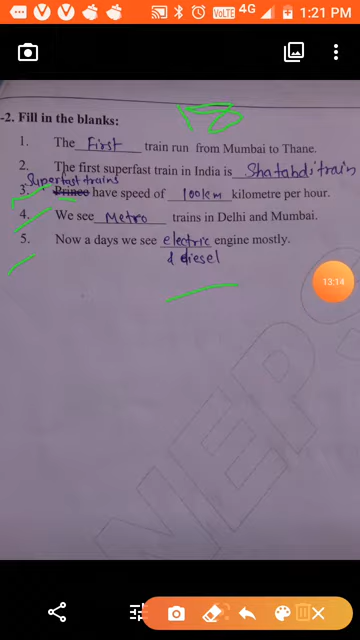 VoLTE 4G 1:21 PM
-2. Fill in the blanks:
1. The First train run from Mumbai to Thane.
2. The first superfast train in India is Shatabdi train
Superfast trains
3. Prince have speed of 100km kilometre per hour.
4. We see Metro trains in Delhi and Mumbai.
5. Now a days we see electric engine mostly.
& diesel
13:14